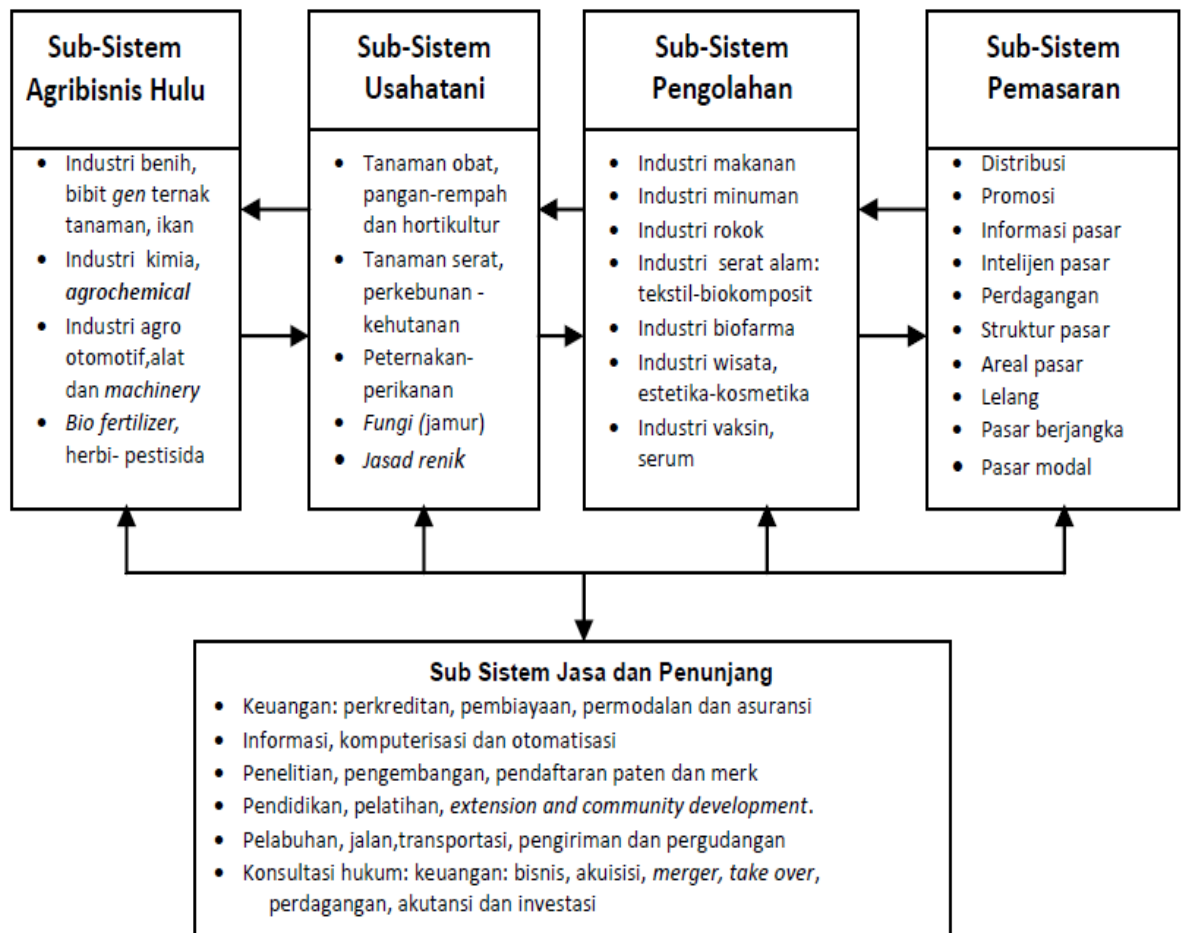 Sub-Sistem
Agribisnis Hulu
• Industri benih,
bibit gen ternak
tanaman, ikan
• Industri kimia,
agrochemical
• Industri agro
otomotif,alat
dan machinery
• Bio fertilizer,
herbi- pestisida
Sub-Sistem
Usahatani
• Tanaman obat,
pangan-rempah
dan hortikultur
• Tanaman serat,
perkebunan -
kehutanan
• Peternakan-
perikanan
• Fungi (jamur)
• Jasad renik
Sub-Sistem
Pengolahan
• Industri makanan
• Industri minuman
• Industri rokok
• Industri serat alam:
tekstil-biokomposit
• Industri biofarma
• Industri wisata,
estetika-kosmetika
• Industri vaksin,
serum
Sub-Sistem
Pemasaran
• Distribusi
• Promosi
• Informasi pasar
• Intelijen pasar
• Perdagangan
• Struktur pasar
• Areal pasar
• Lelang
• Pasar berjangka
• Pasar modal
Sub Sistem Jasa dan Penunjang
• Keuangan: perkreditan, pembiayaan, permodalan dan asuransi
• Informasi, komputerisasi dan otomatisasi
• Penelitian, pengembangan, pendaftaran paten dan merk
• Pendidikan, pelatihan, extension and community development.
• Pelabuhan, jalan,transportasi, pengiriman dan pergudangan
• Konsultasi hukum: keuangan: bisnis, akuisisi, merger, take over,
perdagangan, akutansi dan investasi